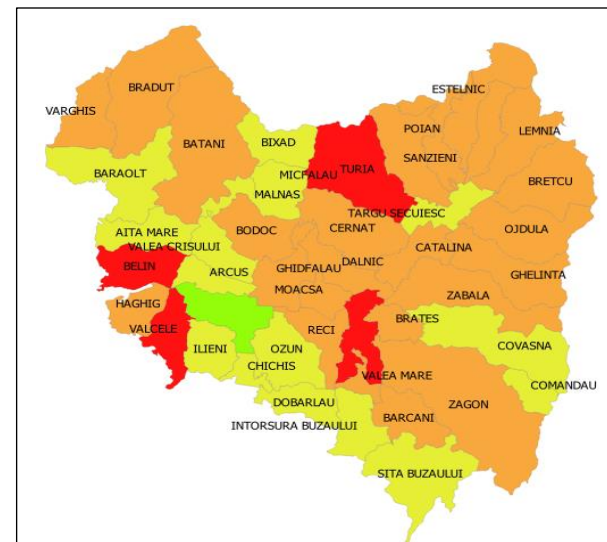 ESTELNIC
BRADUT
VARGHIS
POIAN
LEMNIA
BATANI
BIXAD
SANZIENI
BARAOLT
MICFALAU
TURIA
BRETCU
MALNAS
TARGU SECUIESC
AITA MARE
BODOC
CERNAT
OJDULA
VALEA CRISULUI
CATALINA
BELIN
ARCUS
GHIDFALAU
DALNIC
GHELINTA
MOACSA
ZABALA
HAGHIG
VALCELE
RECI
BRATES
ILIENI
OZUN
COVASNA
CHICHIS
VALEA MARE
COMANDAU
DOBARLAU
ZAGON
INTORSURA BUZAULUI
BARCANI
SITA BUZAULUI